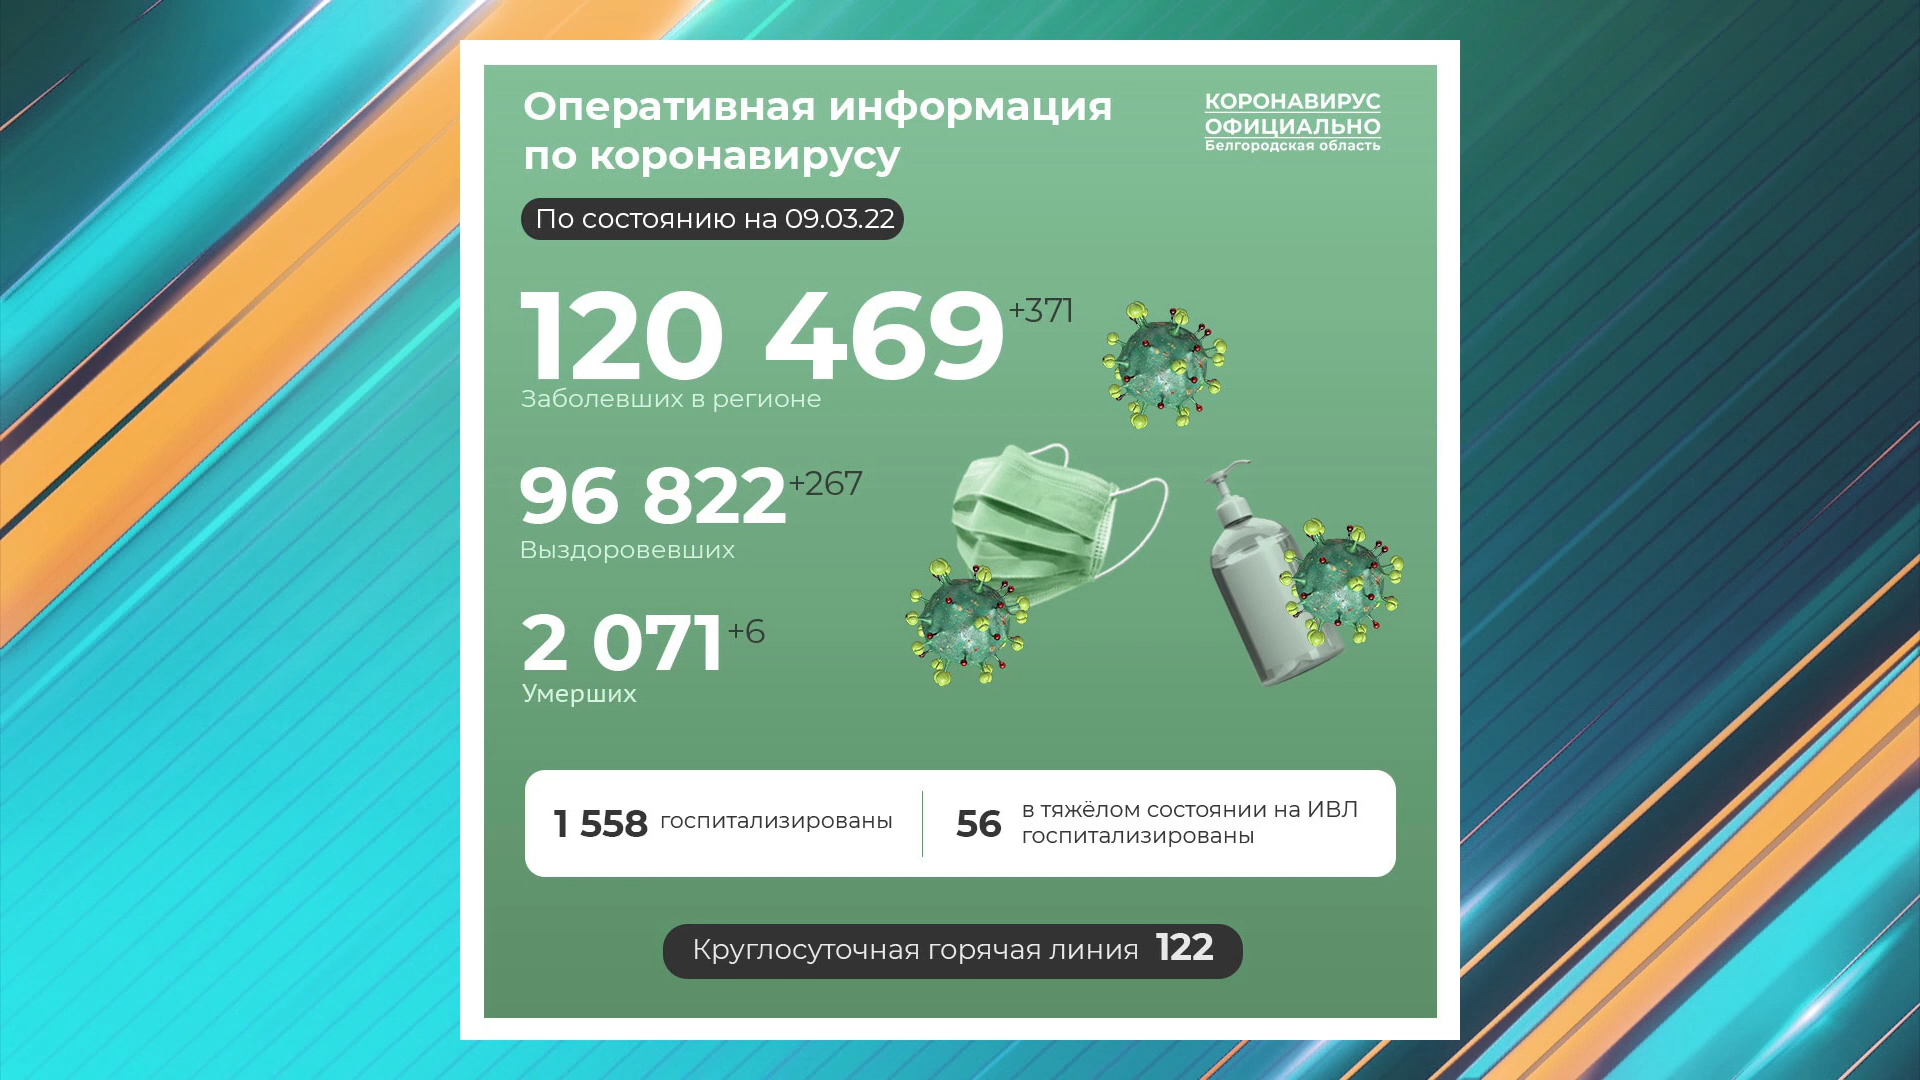 Оперативная информация
по коронавирусу
КОРОНАВИРУС
ОФИЦИАЛЬНО
Белгородская область
По состоянию на 09.03.22
120 469 +371
Заболевших в регионе
96 822 +267
Выздоровевших
2 071 +6
Умерших
1 558 госпитализированы
56 в тяжёлом состоянии на ИВЛ
госпитализированы
Круглосуточная горячая линия 122